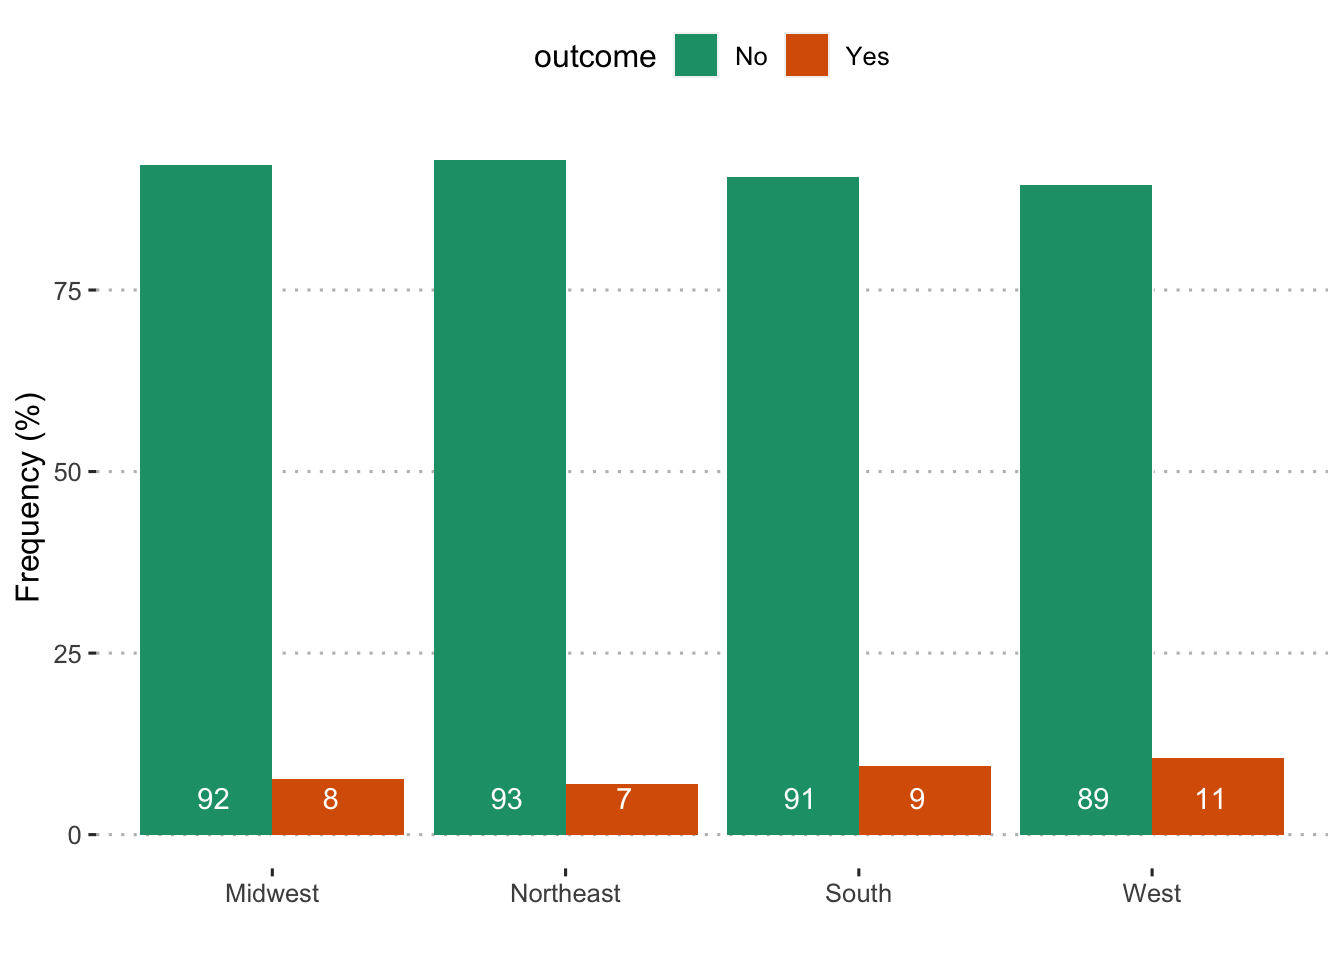 outcome No Yes
75
50
25
0
Frequency (%)
92 8 93 7 91 9 89 11
Midwest Northeast South West